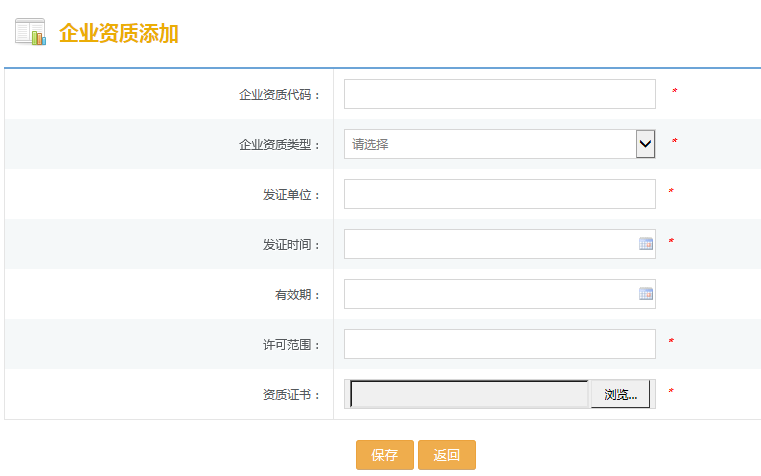 企业资质添加
企业资质代码： *
企业资质类型： 请选择 *
发证单位： *
发证时间： *
有效期：
许可范围： *
资质证书： 浏览... *
保存 返回